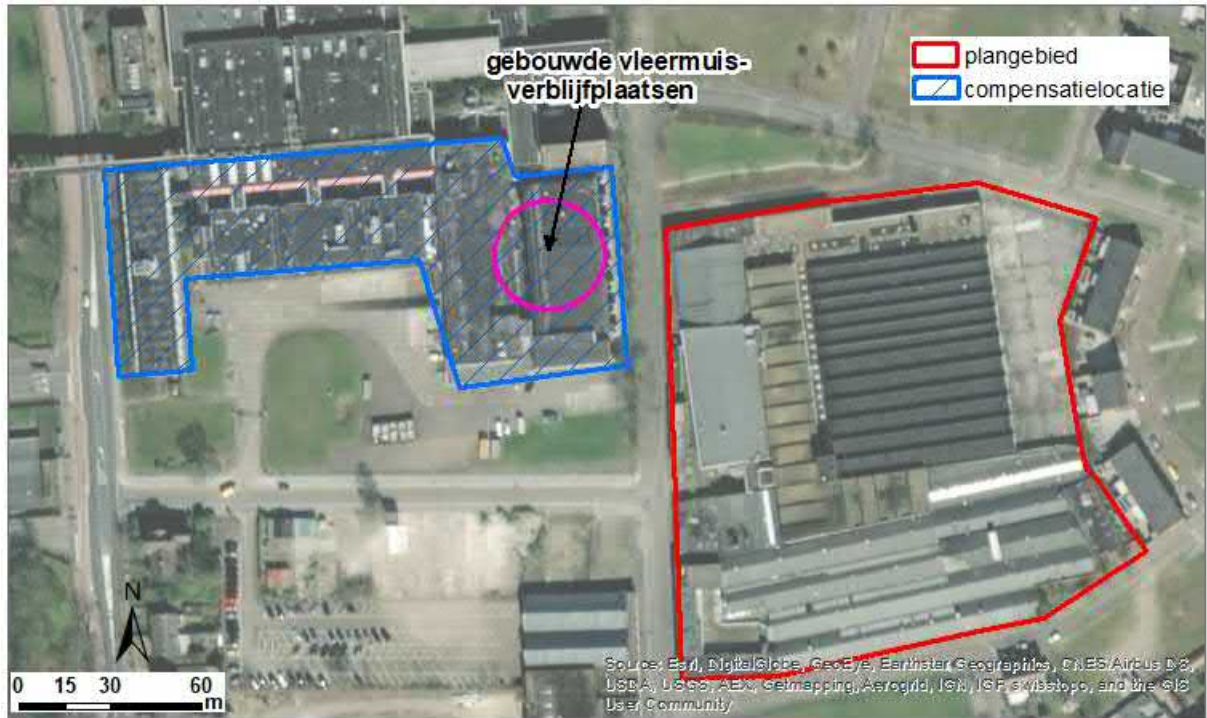 gebouwde vleermuis-
verblijfplaatsen
plangebied
compensatielocatie
N
0 15 30 60
m
Source: Esri, DigitalGlobe, GeoEye, Earthstar Geographics, CNES/Airbus DS,
USDA, USGS, AEX, Getmapping, Aerogrid, IGN, IGP, swisstopo, and the GIS
User Community